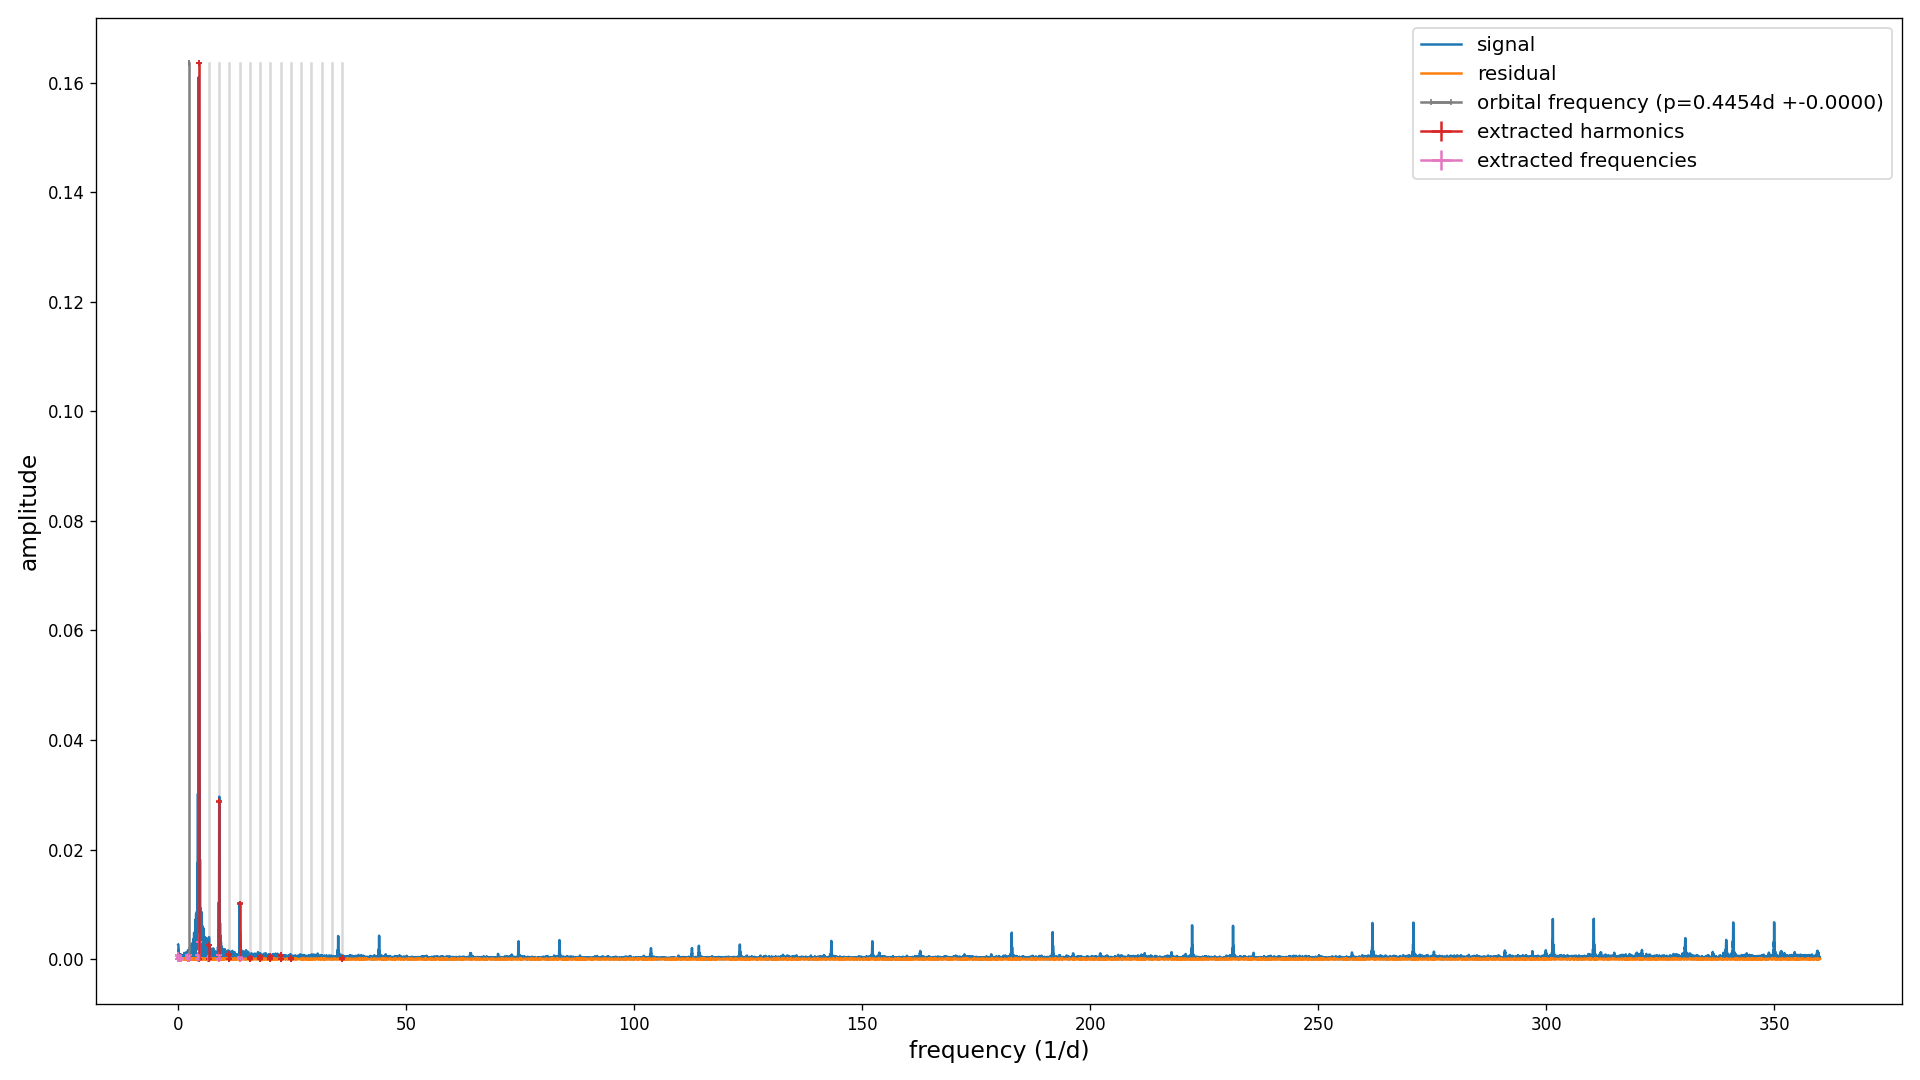 signal
residual
orbital frequency (p=0.4454d +-0.0000)
extracted harmonics
extracted frequencies
0.16
0.14
0.12
0.10
0.08
0.06
0.04
0.02
0.00
amplitude
0 50 100 150 200 250 300 350
frequency (1/d)